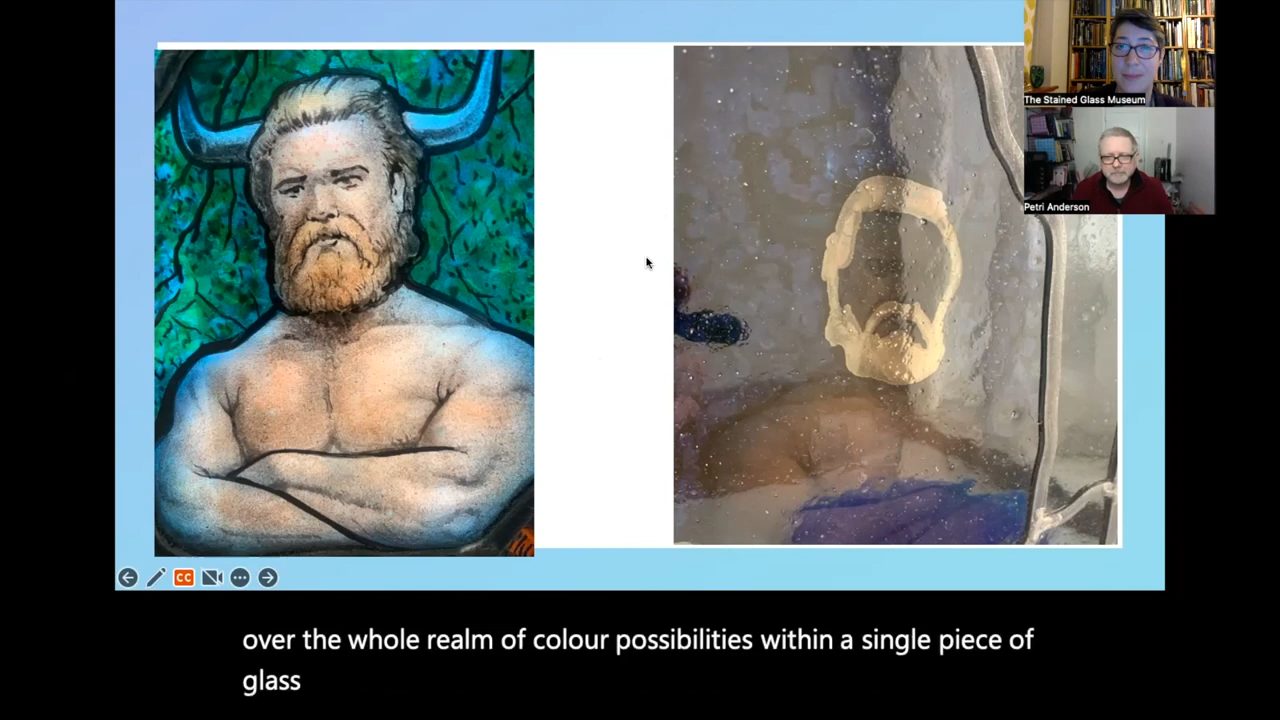 The Stained Glass Museum
Petri Anderson
CC
over the whole realm of colour possibilities within a single piece of
glass